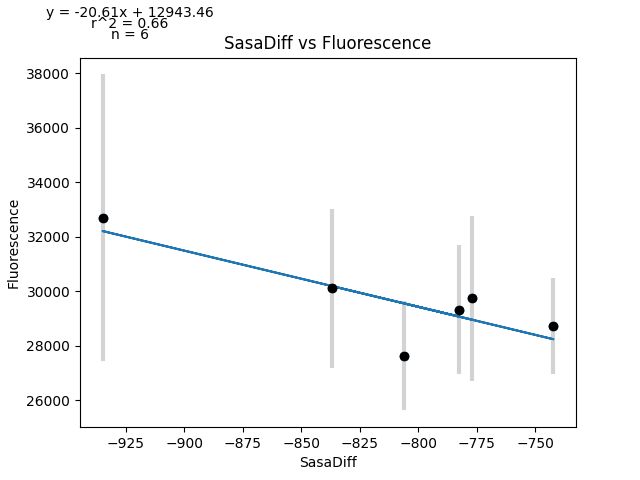 y = -20.61x + 12943.46
r^2 = 0.66
n = 6
SasaDiff vs Fluorescence
38000
36000
34000
32000
30000
28000
26000
Fluorescence
−925 −900 −875 −850 −825 −800 −775 −750
SasaDiff